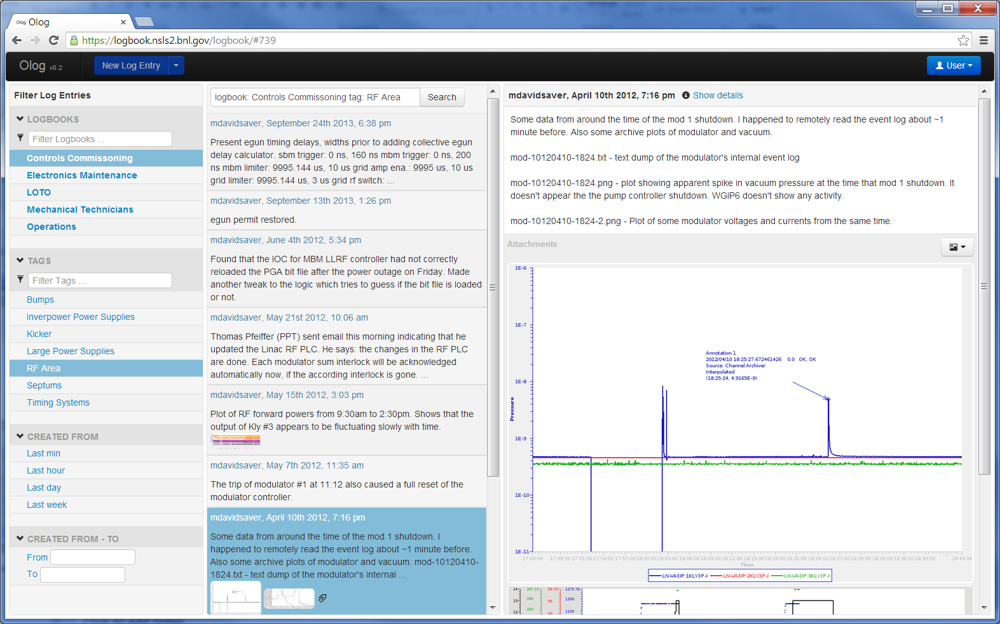 Olog Olog
https://logbook.nsls2.bnl.gov/logbook/#739
Olog v0.2
New Log Entry
User
Filter Log Entries
LOGBOOKS
Filter Logbooks ...
Controls Commissoning
Electronics Maintenance
LOTO
Mechanical Technicians
Operations
TAGS
Filter Tags ...
Bumps
Inverpower Power Supplies
Kicker
Large Power Supplies
RF Area
Septums
Timing Systems
CREATED FROM
Last min
Last hour
Last day
Last week
CREATED FROM - TO
From
To
logbook: Controls Commissoning tag: RF Area
Search
mdavidsaver, September 24th 2013, 6:38 pm
Present egun timing delays, widths prior to adding collective egun
delay calculator. sbm trigger: 0 ns, 160 ns mbm trigger: 0 ns, 200
ns mbm limiter: 9995.144 us, 10 us grid amp ena.: 9995 us, 10 us
grid limiter: 9995.144 us, 3 us grid rf switch: ...
mdavidsaver, September 13th 2013, 1:26 pm
egun permit restored.
mdavidsaver, June 4th 2012, 5:34 pm
Found that the IOC for MBM LLRF controller had not correctly
reloaded the PGA bit file after the power outage on Friday. Made
another tweak to the logic which tries to guess if the bit file is loaded
or not.
mdavidsaver, May 21st 2012, 10:06 am
Thomas Pfeiffer (PPT) sent email this morning indicating that he
updated the Linac RF PLC. He says: the changes in the RF PLC
are done. Each modulator sum interlock will be acknowledged
automatically now, if the according interlock is gone. ...
mdavidsaver, May 15th 2012, 3:03 pm
Plot of RF forward powers from 9:30am to 2:30pm. Shows that the
output of Kly #3 appears to be fluctuating slowly with time.
mdavidsaver, May 7th 2012, 11:35 am
The trip of modulator #1 at 11:12 also caused a full reset of the
modulator controller.
mdavidsaver, April 10th 2012, 7:16 pm
Some data from around the time of the mod 1 shutdown. I
happened to remotely read the event log about ~1 minute before.
Also some archive plots of modulator and vacuum. mod-10120410-
1824.txt - text dump of the modulator's internal ...
mdavidsaver, April 10th 2012, 7:16 pm Show details
Some data from around the time of the mod 1 shutdown. I happened to remotely read the event log about ~1
minute before. Also some archive plots of modulator and vacuum.
mod-10120410-1824.txt - text dump of the modulator's internal event log
mod-10120410-1824.png - plot showing apparent spike in vacuum pressure at the time that mod 1 shutdown. It
doesn't appear the the pump controller shutdown. WGIP6 doesn't show any activity.
mod-10120410-1824-2.png - Plot of some modulator voltages and currents from the same time.
Attachments
1E-6
1E-7
1E-8
1E-9
1E-10
1E-11
Pressure
Annotation 1
2012/04/10 18:25:27.672461426 0.0 OK, OK
Source: Channel Archiver
Interpolated
(18:25:24, 4.9165E-9)
17:44:04 17:48:00 17:51:00 17:54:00 17:57:00 18:00:00 18:03:00 18:06:00 18:09:00 18:12:00 18:15:00 18:18:00 18:21:00 18:24:00 18:27:00 18:30:00 18:33:00 18:36:00 18:39:00 18:44:04
Time
LN-VA{IP:1KLY}P-I LN-VA{IP:2KLY}P-I LN-VA{IP:3KLY}P-I
14 297.15 59.72 1275.76
13 280 55 1200
12 260 50 1100